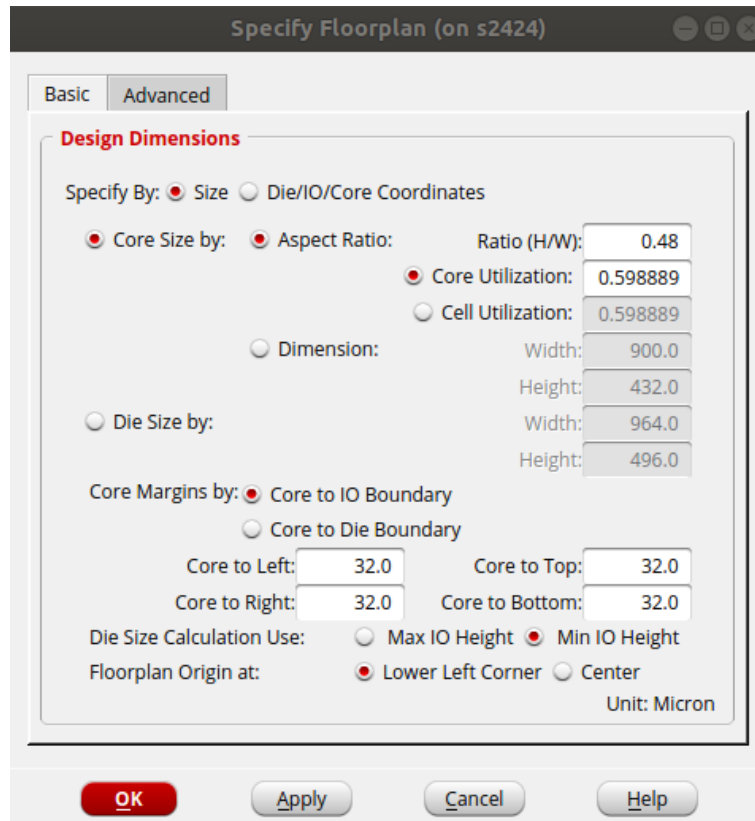 Specify Floorplan (on s2424)
Basic Advanced
Design Dimensions
Specify By: Size Die/IO/Core Coordinates
Core Size by: Aspect Ratio: Ratio (H/W): 0.48
Core Utilization: 0.598889
Cell Utilization: 0.598889
Dimension: Width: 900.0
Height: 432.0
Die Size by: Width: 964.0
Height: 496.0
Core Margins by: Core to IO Boundary
Core to Die Boundary
Core to Left: 32.0 Core to Top: 32.0
Core to Right: 32.0 Core to Bottom: 32.0
Die Size Calculation Use: Max IO Height Min IO Height
Floorplan Origin at: Lower Left Corner Center
Unit: Micron
OK Apply Cancel Help